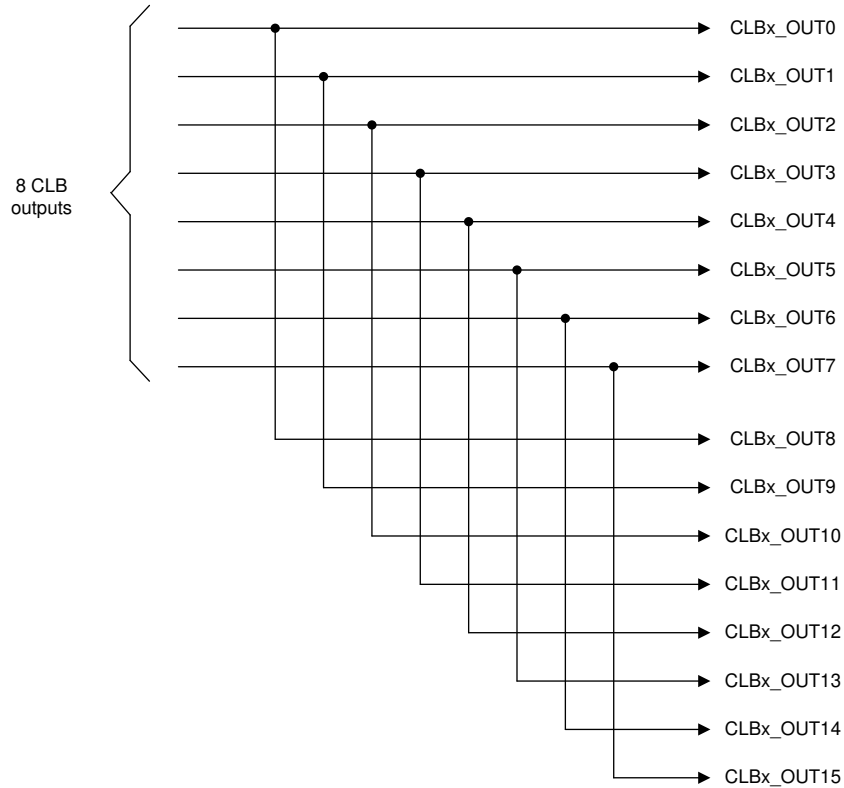 8 CLB
outputs
CLBx_OUT0
CLBx_OUT1
CLBx_OUT2
CLBx_OUT3
CLBx_OUT4
CLBx_OUT5
CLBx_OUT6
CLBx_OUT7
CLBx_OUT8
CLBx_OUT9
CLBx_OUT10
CLBx_OUT11
CLBx_OUT12
CLBx_OUT13
CLBx_OUT14
CLBx_OUT15